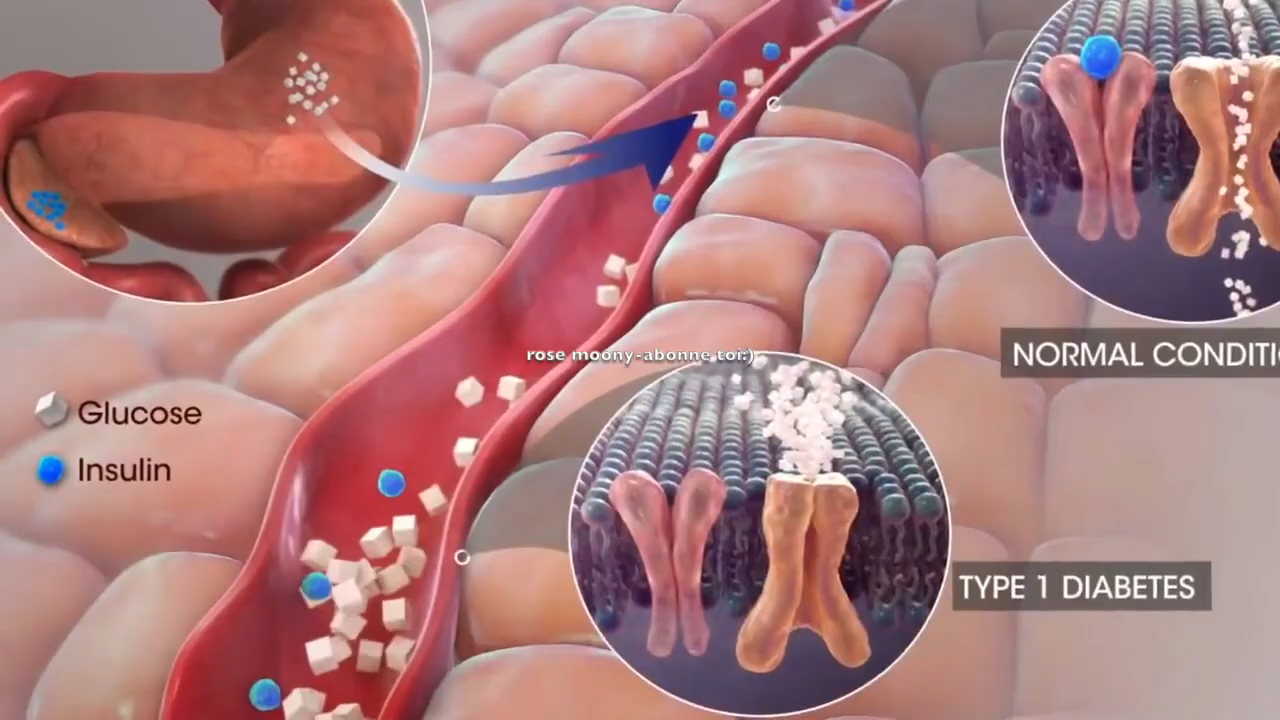 NORMAL CONDITI
rose moony-abonne toi:)
Glucose
Insulin
TYPE 1 DIABETES